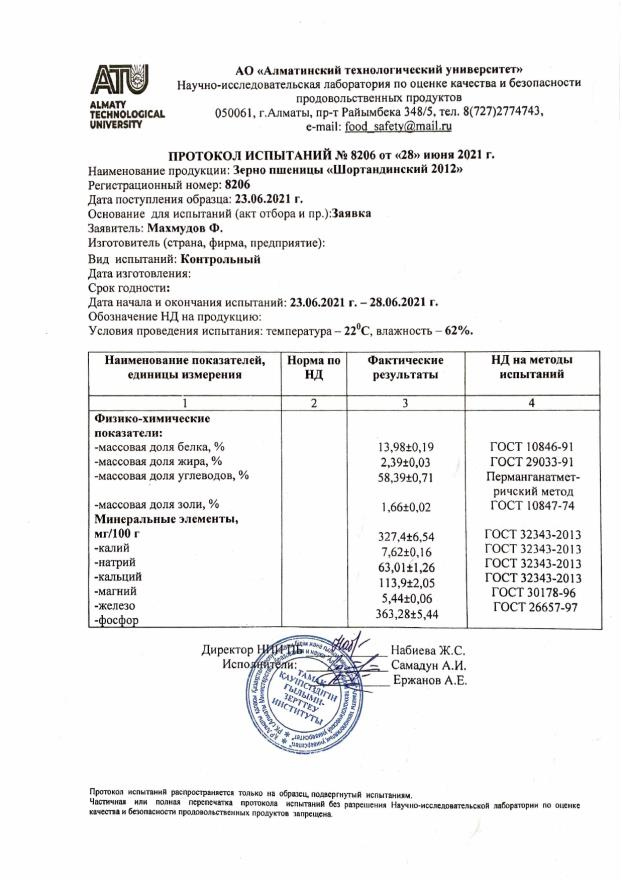 ATU
ALMATY
TECHNOLOGICAL
UNIVERSITY
АО «Алматинский технологический университет»
Научно-исследовательская лаборатория по оценке качества и безопасности
продовольственных продуктов
050061, г.Алматы, пр-т Райымбека 348/5, тел. 8(727)2774743,
e-mail: food_safety@mail.ru
ПРОТОКОЛ ИСПЫТАНИЙ № 8206 от «28» июня 2021 г.
Наименование продукции: Зерно пшеницы «Шортандинский 2012»
Регистрационный номер: 8206
Дата поступления образца: 23.06.2021 г.
Основание для испытаний (акт отбора и пр.):Заявка
Заявитель: Махмудов Ф.
Изготовитель (страна, фирма, предприятие):
Вид испытаний: Контрольный
Дата изготовления:
Срок годности:
Дата начала и окончания испытаний: 23.06.2021 г. – 28.06.2021 г.
Обозначение НД на продукцию:
Условия проведения испытания: температура – 22⁰С, влажность – 62%.
Наименование показателей, Норма по Фактические НД на методы
единицы измерения НД результаты испытаний
1 2 3 4
Физико-химические
показатели:
-массовая доля белка, % 13,98±0,19 ГОСТ 10846-91
-массовая доля жира, % 2,39±0,03 ГОСТ 29033-91
-массовая доля углеводов, % 58,39±0,71 Перманганатмет-
ричский метод
-массовая доля золи, % 1,66±0,02 ГОСТ 10847-74
Минеральные элементы,
мг/100 г 327,4±6,54 ГОСТ 32343-2013
-калий 7,62±0,16 ГОСТ 32343-2013
-натрий 63,01±1,26 ГОСТ 32343-2013
-кальций 113,9±2,05 ГОСТ 32343-2013
-магний 5,44±0,06 ГОСТ 30178-96
-железо 363,28±5,44 ГОСТ 26657-97
-фосфор
Директор НИИ ПБ Набиева Ж.С.
Исполнители: Самадун А.И.
Ержанов А.Е.
ТАМАҚ
ҚАУІПСІЗДІГІН
ҒЫЛЫМИ-
ЗЕРТТЕУ
ИНСТИТУТЫ
Протокол испытаний распространяется только на образец, подвергнутый испытаниям.
Частичная или полная перепечатка протокола испытаний без разрешения Научно-исследовательской лаборатории по оценке
качества и безопасности продовольственных продуктов запрещена.